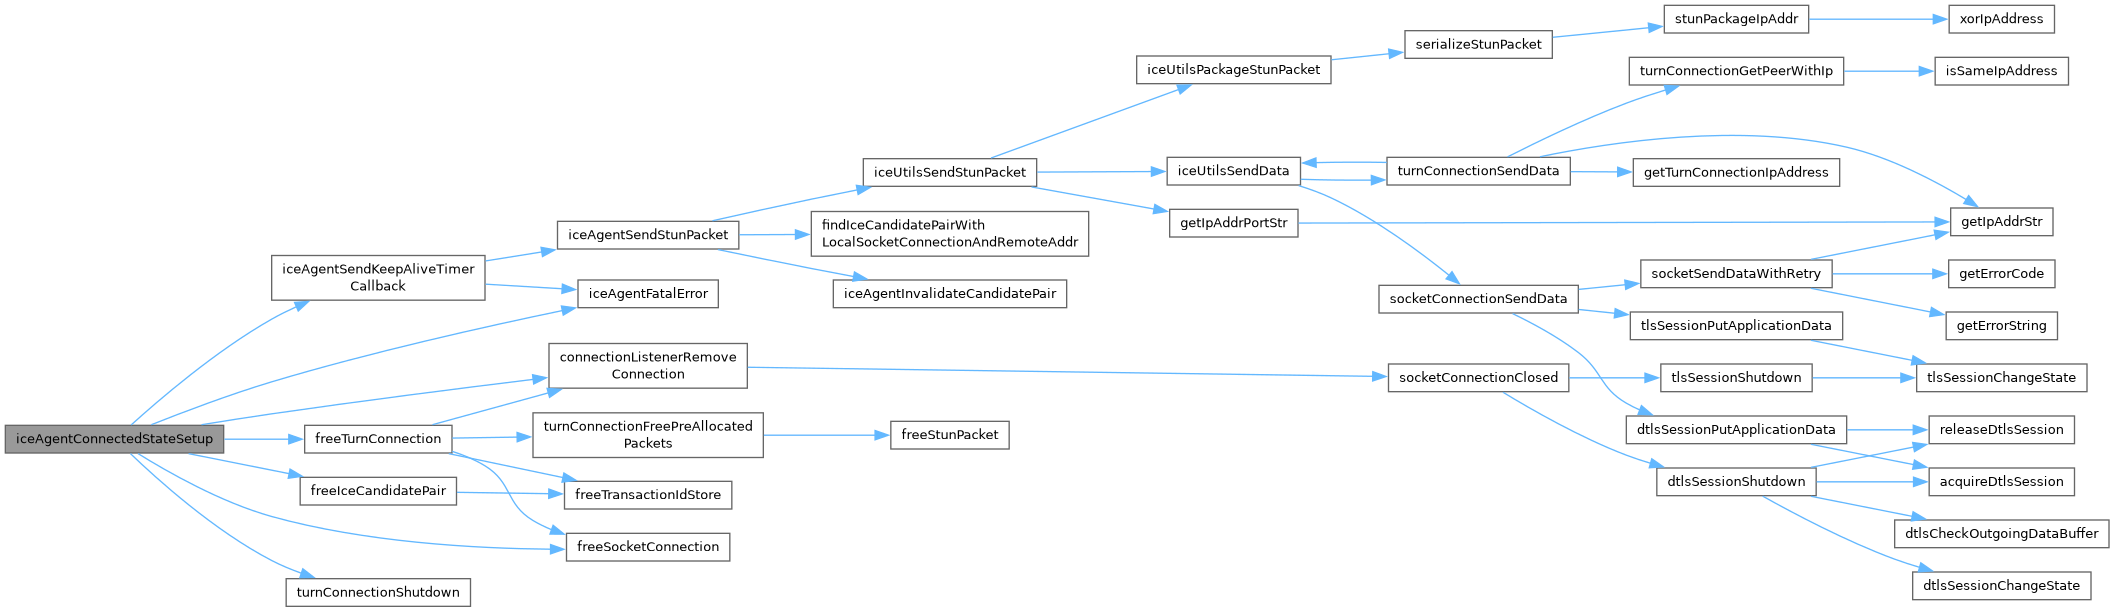 iceAgentConnectedStateSetup
iceAgentSendKeepAliveTimer
Callback
iceAgentSendStunPacket
iceUtilsSendStunPacket
iceUtilsPackageStunPacket
serializeStunPacket
stunPackageIpAddr
xorIpAddress
iceUtilsSendData
turnConnectionSendData
turnConnectionGetPeerWithIp
isSameIpAddress
getTurnConnectionIpAddress
getIpAddrStr
getIpAddrPortStr
findIceCandidatePairWith
LocalSocketConnectionAndRemoteAddr
iceAgentInvalidateCandidatePair
iceAgentFatalError
socketConnectionSendData
socketSendDataWithRetry
getErrorCode
getErrorString
tlsSessionPutApplicationData
tlsSessionChangeState
dtlsSessionPutApplicationData
releaseDtlsSession
acquireDtlsSession
connectionListenerRemove
Connection
socketConnectionClosed
tlsSessionShutdown
dtlsSessionShutdown
dtlsCheckOutgoingDataBuffer
dtlsSessionChangeState
freeTurnConnection
turnConnectionFreePreAllocated
Packets
freeStunPacket
freeIceCandidatePair
freeTransactionIdStore
freeSocketConnection
turnConnectionShutdown